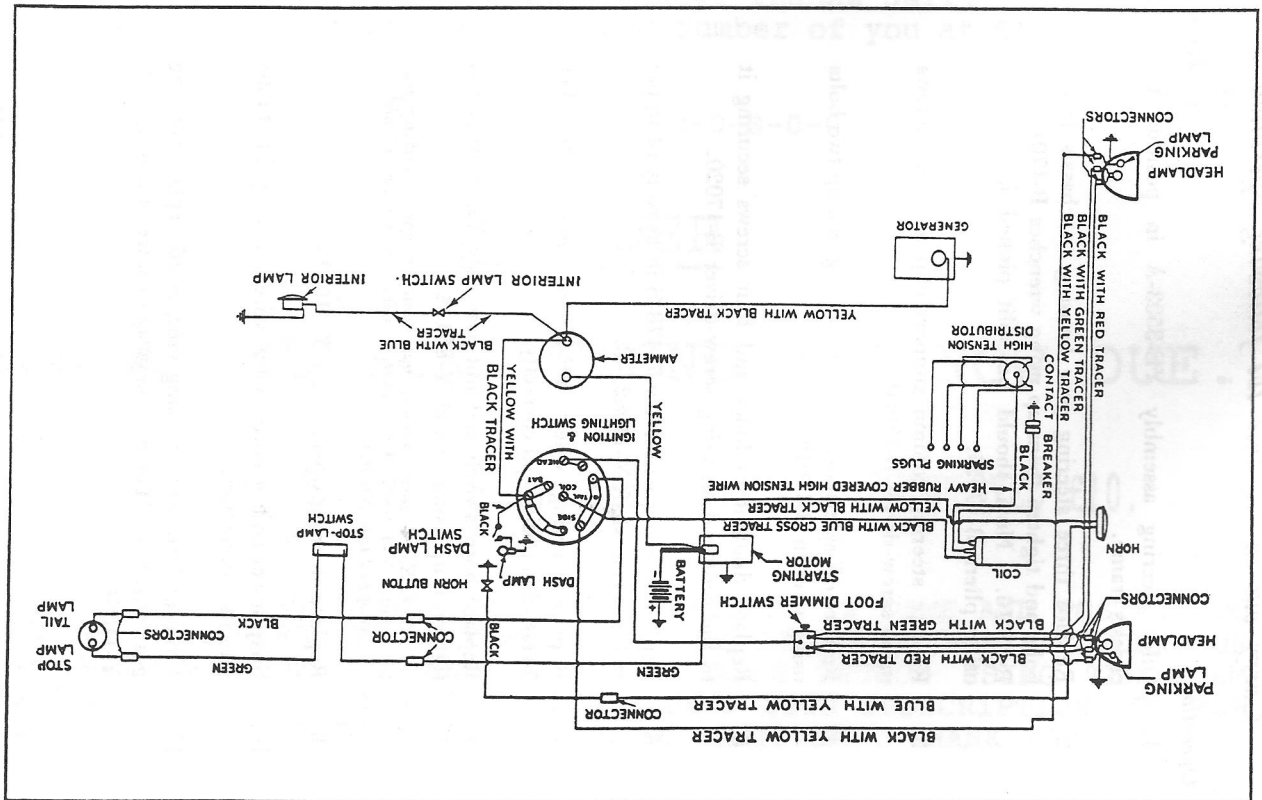 BLACK WITH YELLOW TRACER
CONNECTOR
BLUE WITH YELLOW TRACER
PARKING
LAMP
HEADLAMP
CONNECTORS
BLACK WITH RED TRACER
BLACK WITH GREEN TRACER
FOOT DIMMER SWITCH
GREEN
GREEN
BLACK
CONNECTOR
CONNECTORS
BLACK
STOP
LAMP
TAIL
LAMP
HORN
COIL
STARTING
MOTOR
BATTERY
- +
HORN BUTTON
DASH LAMP
DASH LAMP
SWITCH
BLACK
STOP-LAMP
SWITCH
BLACK WITH BLUE CROSS TRACER
YELLOW WITH BLACK TRACER
HEAVY RUBBER COVERED HIGH TENSION WIRE
SIDE
TAIL
COIL
BAT
HEAD
IGNITION &
LIGHTING SWITCH
SPARKING PLUGS
BLACK
CONTACT BREAKER
HIGH TENSION
DISTRIBUTOR
YELLOW
YELLOW WITH
BLACK TRACER
AMMETER
BLACK WITH BLUE
TRACER
YELLOW WITH BLACK TRACER
INTERIOR LAMP SWITCH.
INTERIOR LAMP
GENERATOR
BLACK WITH YELLOW TRACER
BLACK WITH GREEN TRACER
BLACK WITH RED TRACER
HEADLAMP
PARKING
LAMP
CONNECTORS